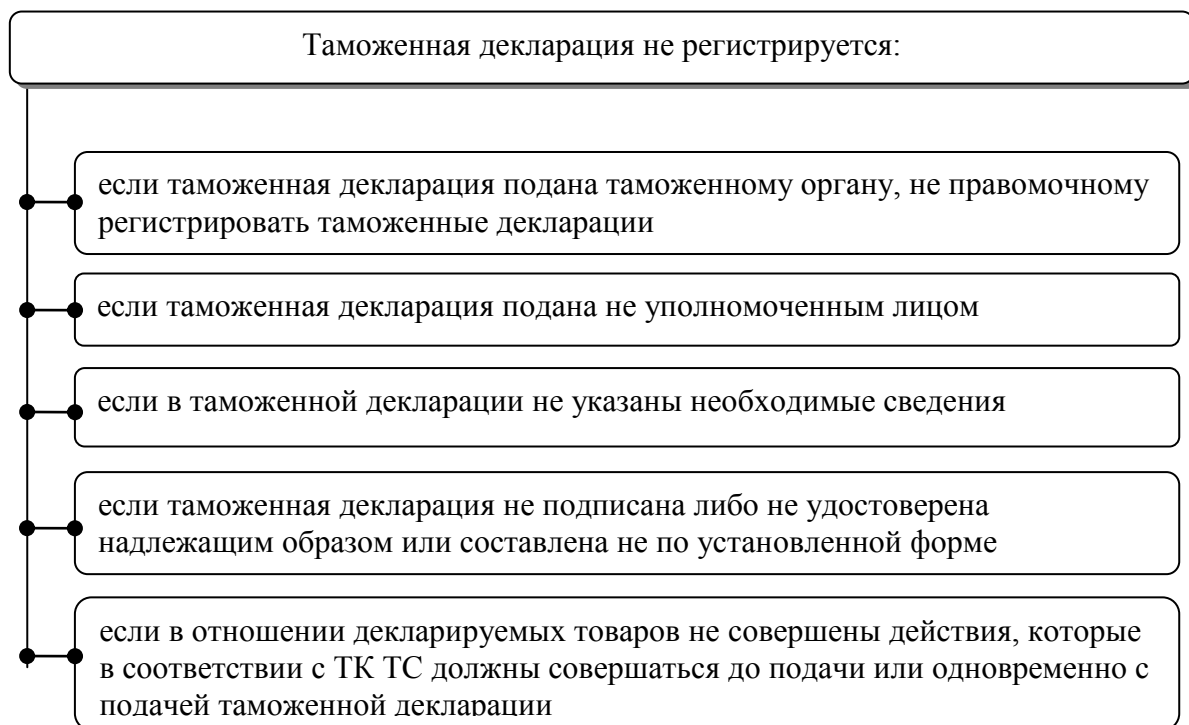 Таможенная декларация не регистрируется:
если таможенная декларация подана таможенному органу, не правомочному
регистрировать таможенные декларации
если таможенная декларация подана не уполномоченным лицом
если в таможенной декларации не указаны необходимые сведения
если таможенная декларация не подписана либо не удостоверена
надлежащим образом или составлена не по установленной форме
если в отношении декларируемых товаров не совершены действия, которые
в соответствии с ТК ТС должны совершаться до подачи или одновременно с
подачей таможенной декларации